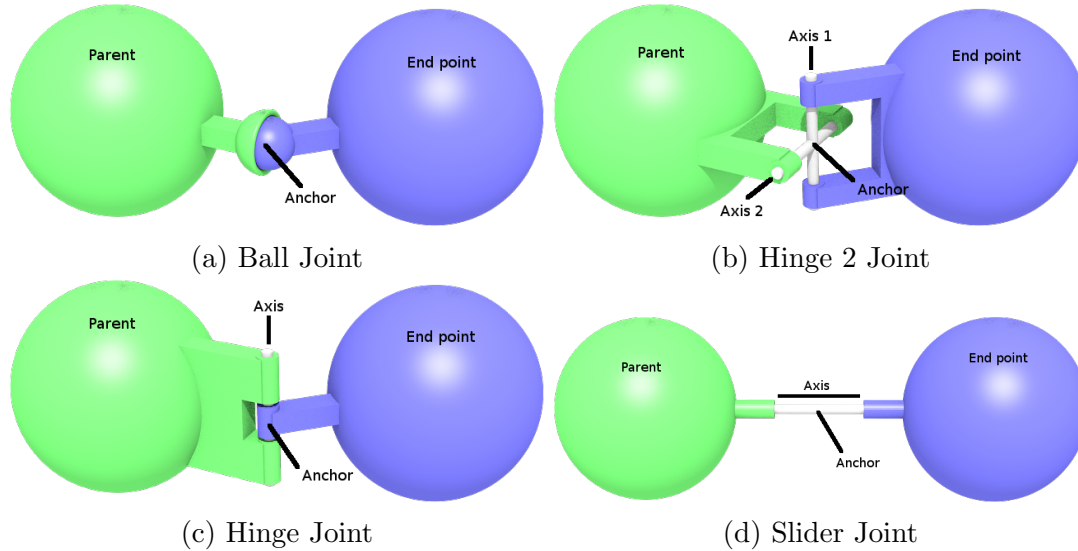 Parent
End point
Anchor
(a) Ball Joint
Parent
Axis 1
End point
Anchor
Axis 2
(b) Hinge 2 Joint
Parent
Axis
End point
Anchor
(c) Hinge Joint
Parent
Axis
End point
Anchor
(d) Slider Joint